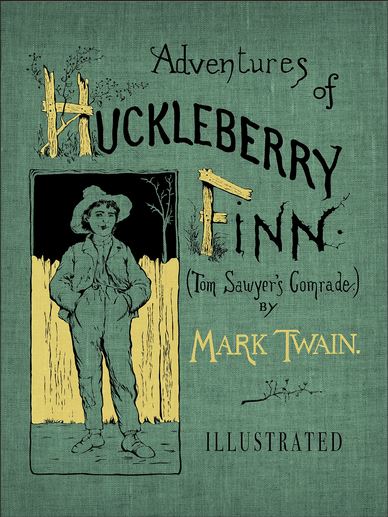 Adventures
of
HUCKLEBERRY
FINN.
(Tom Sawyer's Comrade.)
BY
MARK TWAIN.
ILLUSTRATED